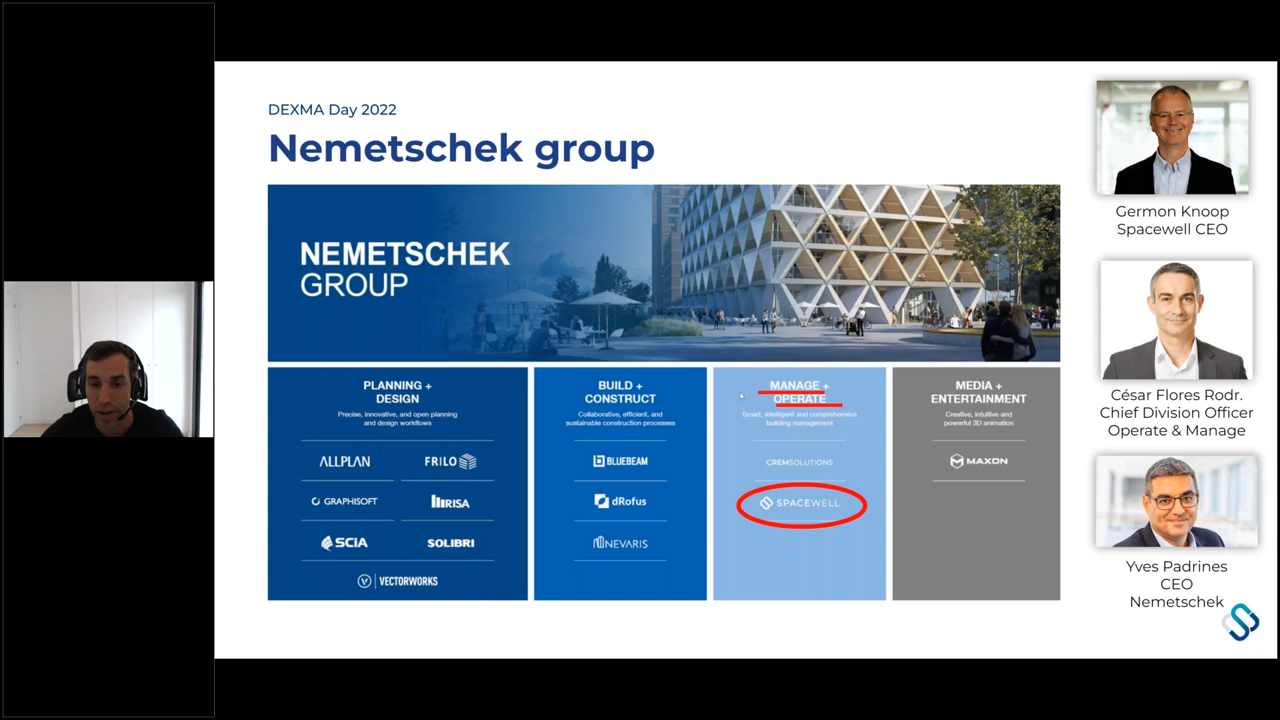 DEXMA Day 2022
Nemetschek group
NEMETSCHEK
GROUP
PLANNING +
DESIGN
Precise, innovative, and open planning
and design workflows
ALLPLAN
FRILO
GRAPHISOFT
RISA
SCIA
SOLIBRI
VECTORWORKS
BUILD +
CONSTRUCT
Collaborative, efficient, and
sustainable construction processes
BLUEBEAM
dRofus
NEVARIS
MANAGE +
OPERATE
Smart, intelligent and comprehensive
building management
CREMSOLUTIONS
SPACEWELL
MEDIA +
ENTERTAINMENT
Creative, intuitive and
powerful 3D animation
MAXON
Germon Knoop
Spacewell CEO
César Flores Rodr.
Chief Division Officer
Operate & Manage
Yves Padrines
CEO
Nemetschek